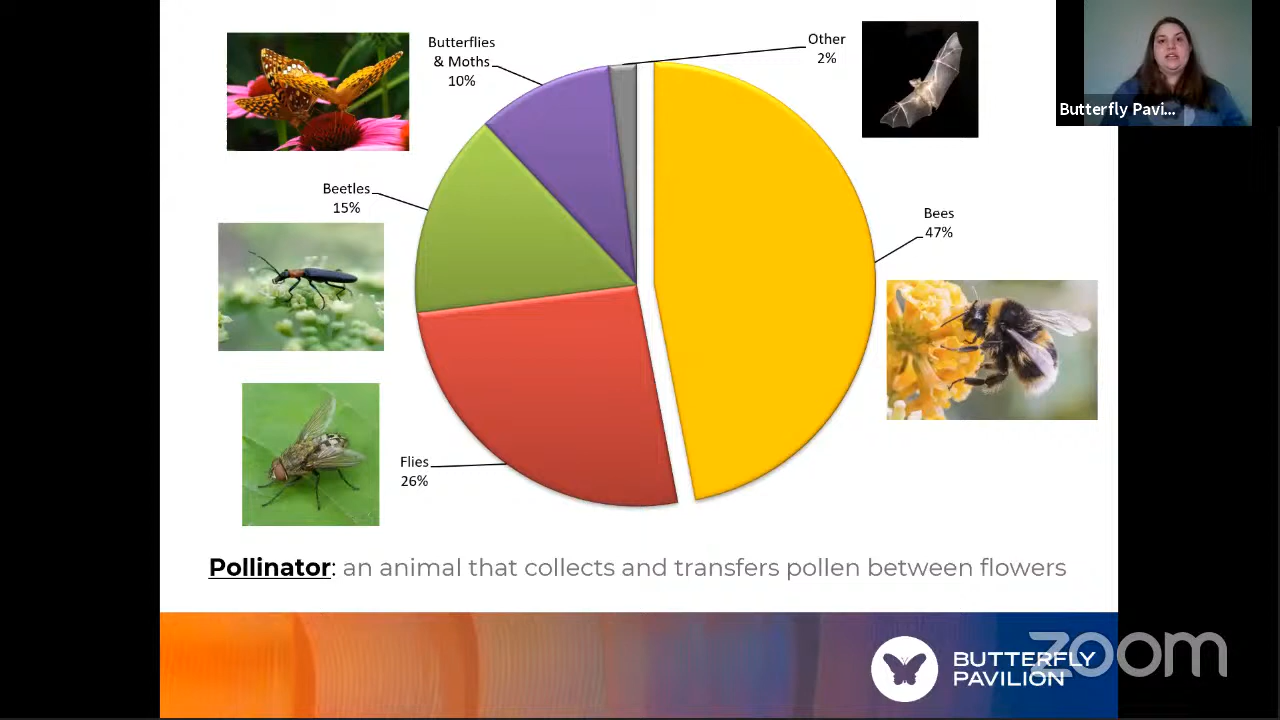 Butterflies
& Moths
10%
Other
2%
Butterfly Pavi...
Beetles
15%
Bees
47%
Flies
26%
Pollinator: an animal that collects and transfers pollen between flowers
BUTTERFLY
PAVILION
zoom